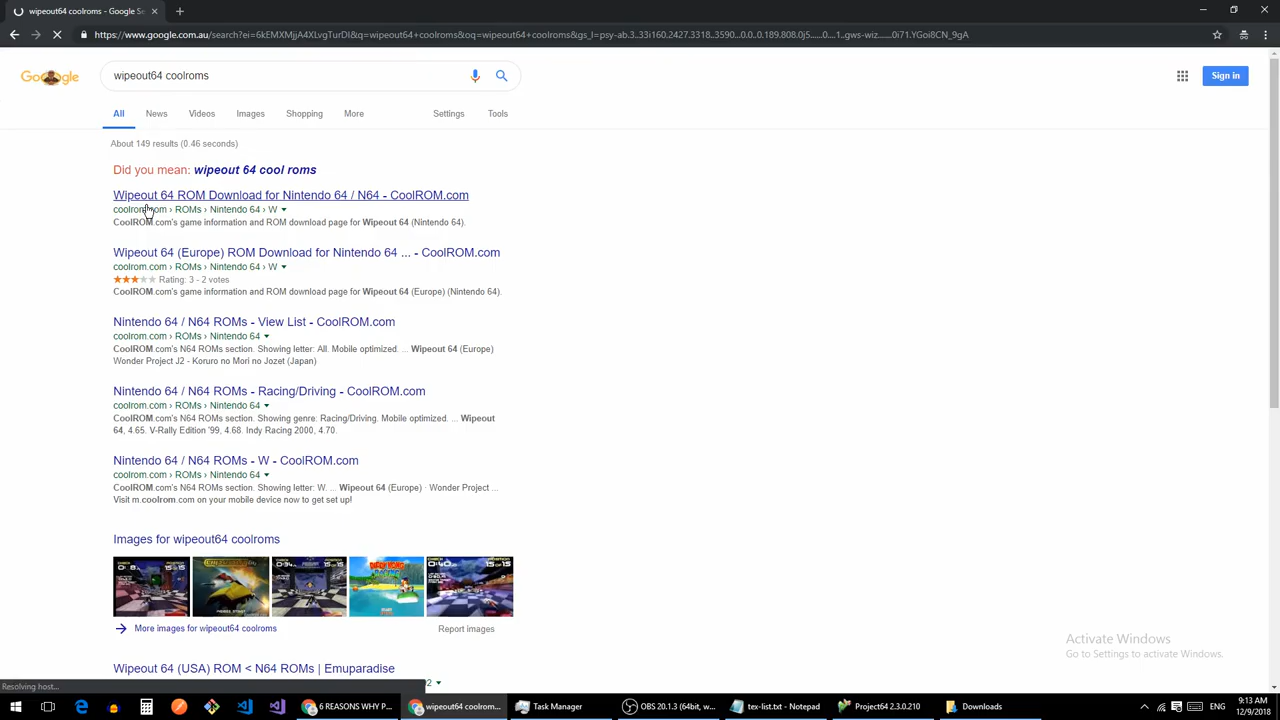 wipeout64 coolroms - Google Se
https://www.google.com.au/search?ei=6kEMXMjjA4XLvgTurDI&q=wipeout64+coolroms&oq=wipeout64+coolroms&gs_l=psy-ab.3..33i160.2427.3318..3590...0.0..0.189.808.0j5......0....1..gws-wiz.......0i71.YGoi8CN_9gA
Google
wipeout64 coolroms
Sign in
All News Videos Images Shopping More Settings Tools
About 149 results (0.46 seconds)
Did you mean: wipeout 64 cool roms
Wipeout 64 ROM Download for Nintendo 64 / N64 - CoolROM.com
coolrom.com › ROMs › Nintendo 64 › W
CoolROM.com's game information and ROM download page for Wipeout 64 (Nintendo 64).
Wipeout 64 (Europe) ROM Download for Nintendo 64 ... - CoolROM.com
coolrom.com › ROMs › Nintendo 64 › W
Rating: 3 - 2 votes
CoolROM.com's game information and ROM download page for Wipeout 64 (Europe) (Nintendo 64).
Nintendo 64 / N64 ROMs - View List - CoolROM.com
coolrom.com › ROMs › Nintendo 64
CoolROM.com's N64 ROMs section. Showing letter: All. Mobile optimized. ... Wipeout 64 (Europe)
Wonder Project J2 - Koruro no Mori no Jozet (Japan)
Nintendo 64 / N64 ROMs - Racing/Driving - CoolROM.com
coolrom.com › ROMs › Nintendo 64
CoolROM.com's N64 ROMs section. Showing genre: Racing/Driving. Mobile optimized. ... Wipeout
64, 4.65. V-Rally Edition '99, 4.68. Indy Racing 2000, 4.70.
Nintendo 64 / N64 ROMs - W - CoolROM.com
coolrom.com › ROMs › Nintendo 64
CoolROM.com's N64 ROMs section. Showing letter: W. ... Wipeout 64 (Europe) · Wonder Project ...
Visit m.coolrom.com on your mobile device now to get set up!
Images for wipeout64 coolroms
More images for wipeout64 coolroms
Report images
Activate Windows
Go to Settings to activate Windows.
Wipeout 64 (USA) ROM < N64 ROMs | Emuparadise
Resolving host...
6 REASONS WHY P...
wipeout64 coolrom...
Task Manager
OBS 20.1.3 (64bit, w...
tex-list.txt - Notepad
Project64 2.3.0.210
Downloads
ENG
9:13 AM
12/9/2018